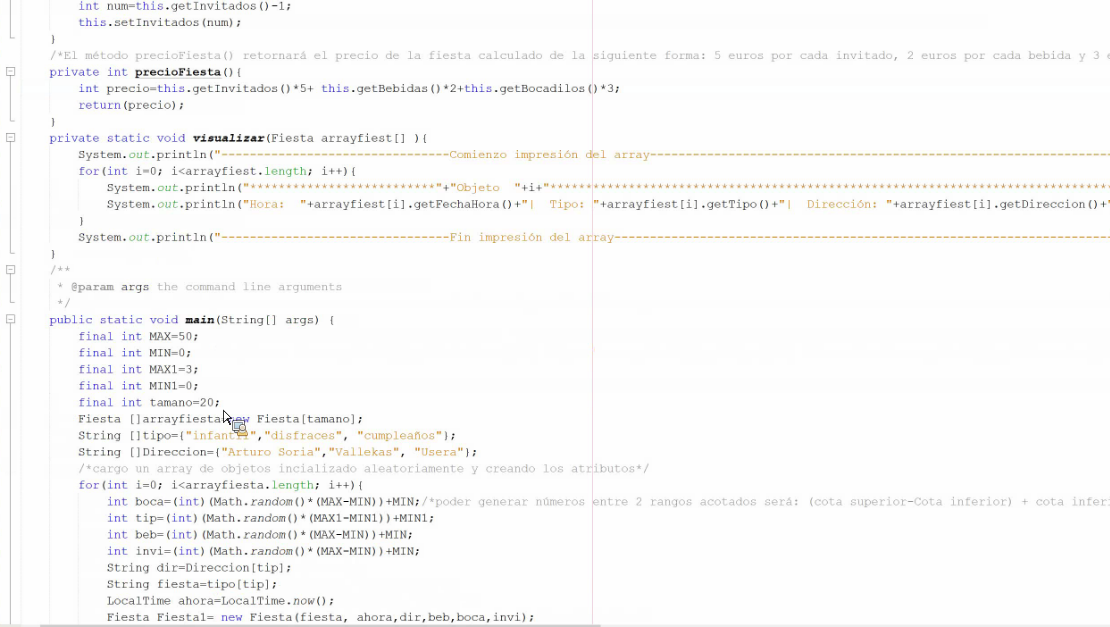 int num=this.getInvitados()-1;
this.setInvitados(num);
}
/*El método precioFiesta() retornará el precio de la fiesta calculado de la siguiente forma: 5 euros por cada invitado, 2 euros por cada bebida y 3
private int precioFiesta(){
int precio=this.getInvitados()*5+ this.getBebidas()*2+this.getBocadilos()*3;
return(precio);
}
private static void visualizar(Fiesta arrayfiest[] ){
System.out.println("--------------------------------Comienzo impresión del array----------------------------------------------------------------
for(int i=0; i<arrayfiest.length; i++){
System.out.println("**************************"+"Objeto  "+i+"******************************************************************************
System.out.println("Hora:  "+arrayfiest[i].getFechaHora()+"|  Tipo: "+arrayfiest[i].getTipo()+"|  Dirección: "+arrayfiest[i].getDireccion()+"
}
System.out.println("--------------------------------Fin impresión del array---------------------------------------------------------------------
}
/**
* @param args the command line arguments
*/
public static void main(String[] args) {
final int MAX=50;
final int MIN=0;
final int MAX1=3;
final int MIN1=0;
final int tamano=20;
Fiesta []arrayfiesta=new Fiesta[tamano];
String []tipo={"infantil","disfraces", "cumpleaños"};
String []Direccion={"Arturo Soria","Vallekas", "Usera"};
/*cargo un array de objetos incializado aleatoriamente y creando los atributos*/
for(int i=0; i<arrayfiesta.length; i++){
int boca=(int)(Math.random()*(MAX-MIN))+MIN;/*poder generar números entre 2 rangos acotados será: (cota superior-Cota inferior) + cota
int tip=(int)(Math.random()*(MAX1-MIN1))+MIN1;
int beb=(int)(Math.random()*(MAX-MIN))+MIN;
int invi=(int)(Math.random()*(MAX-MIN))+MIN;
String dir=Direccion[tip];
String fiesta=tipo[tip];
LocalTime ahora=LocalTime.now();
Fiesta Fiesta1= new Fiesta(fiesta, ahora,dir,beb,boca,invi);